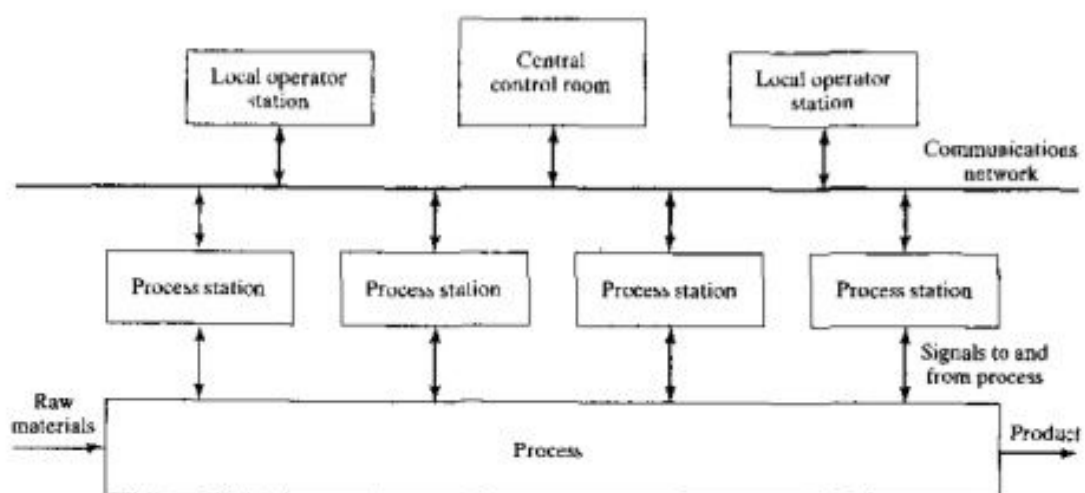 Central
control room
Local operator
station
Local operator
station
Communications
network
Process station
Process station
Process station
Process station
Signals to and
from process
Raw
materials
Process
Product